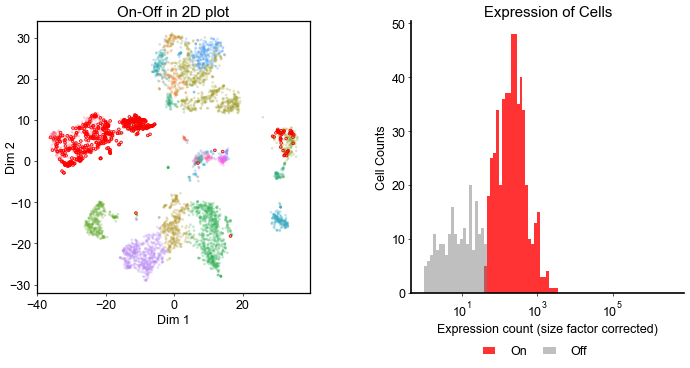 On-Off in 2D plot
Dim 2
30
20
10
0
−10
−20
−30
−40
−20
0
20
Dim 1
Expression of Cells
Cell Counts
50
40
30
20
10
0
10^1
10^3
10^5
Expression count (size factor corrected)
On
Off